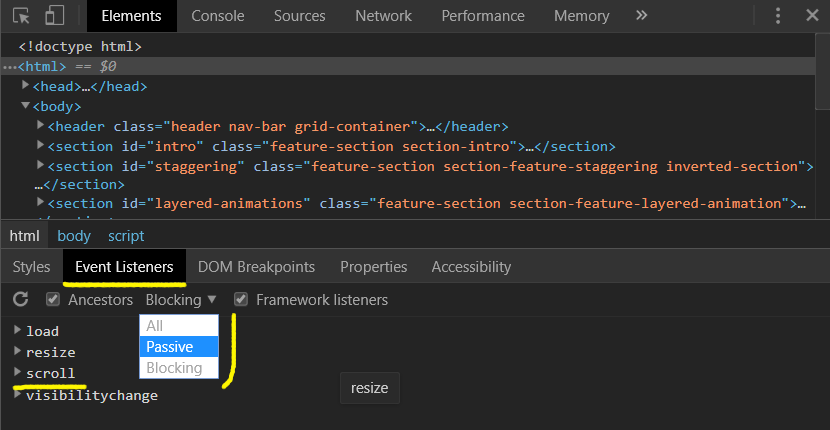 Elements Console Sources Network Performance Memory »
<!doctype html>
…<html> == $0
<head>…</head>
<body>
<header class="header nav-bar grid-container">…</header>
<section id="intro" class="feature-section section-intro">…</section>
<section id="staggering" class="feature-section section-feature-staggering inverted-section">
…</section>
<section id="layered-animations" class="feature-section section-feature-layered-animation">…
html body script
Styles Event Listeners DOM Breakpoints Properties Accessibility
Ancestors Blocking ▼ Framework listeners
All
Passive
Blocking
load
resize
scroll
visibilitychange
resize